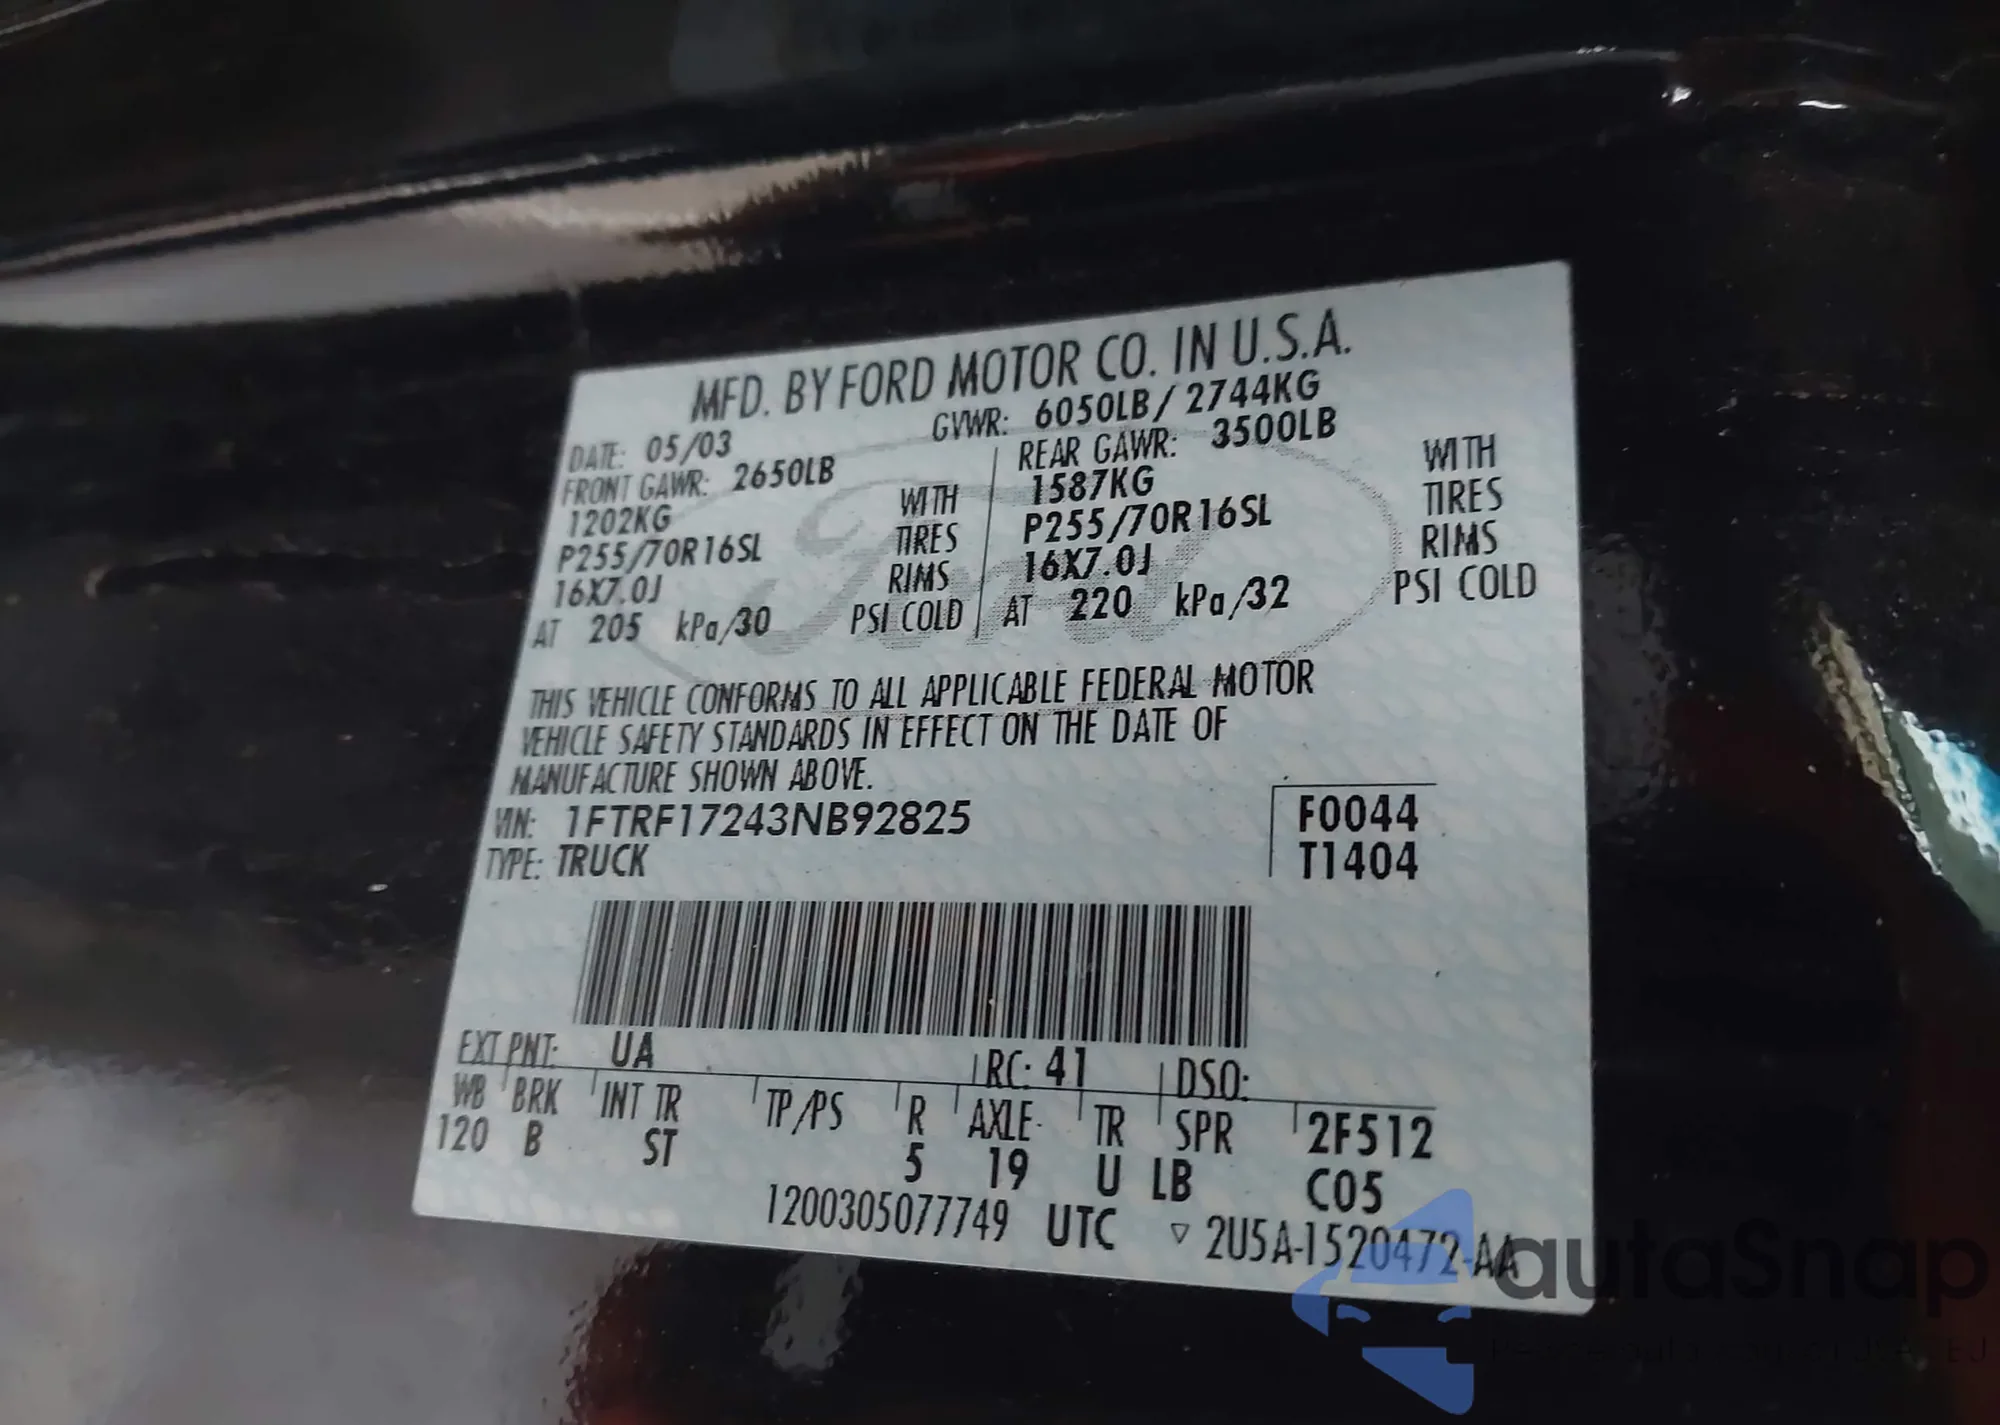 MFD. BY FORD MOTOR CO. IN U.S.A.
DATE: 05/03 GVWR: 6050LB / 2744KG
FRONT GAWR: 2650LB REAR GAWR: 3500LB
1202KG WITH 1587KG WITH
P255/70R16SL TIRES P255/70R16SL TIRES
16X7.0J RIMS 16X7.0J RIMS
AT 205 kPa/30 PSI COLD AT 220 kPa/32 PSI COLD
THIS VEHICLE CONFORMS TO ALL APPLICABLE FEDERAL MOTOR
VEHICLE SAFETY STANDARDS IN EFFECT ON THE DATE OF
MANUFACTURE SHOWN ABOVE.
VIN: 1FTRF17243NB92825 F0044
TYPE: TRUCK T1404
EXT PNT: UA RC: 41 DSO:
WB BRK INT TR TP/PS R AXLE TR SPR 2F512
120 B ST 5 19 U LB C05
1200305077749 UTC ▽ 2U5A-1520472-AA
autoSnap